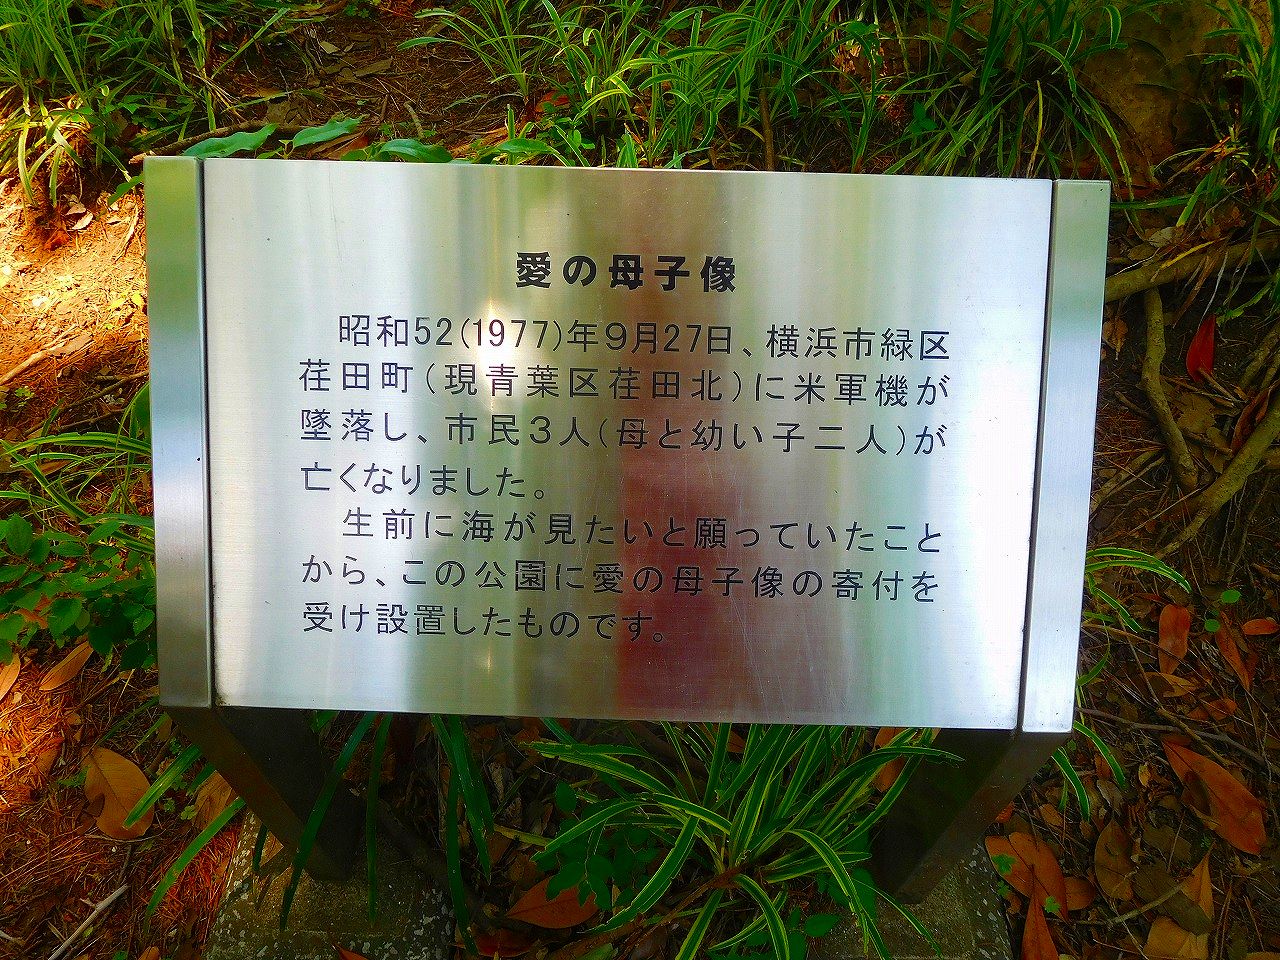 愛の母子像
昭和52(1977)年9月27日、横浜市緑区
荏田町(現青葉区荏田北)に米軍機が
墜落し、市民3人(母と幼い子二人)が
亡くなりました。
生前に海が見たいと願っていたこと
から、この公園に愛の母子像の寄付を
受け設置したものです。